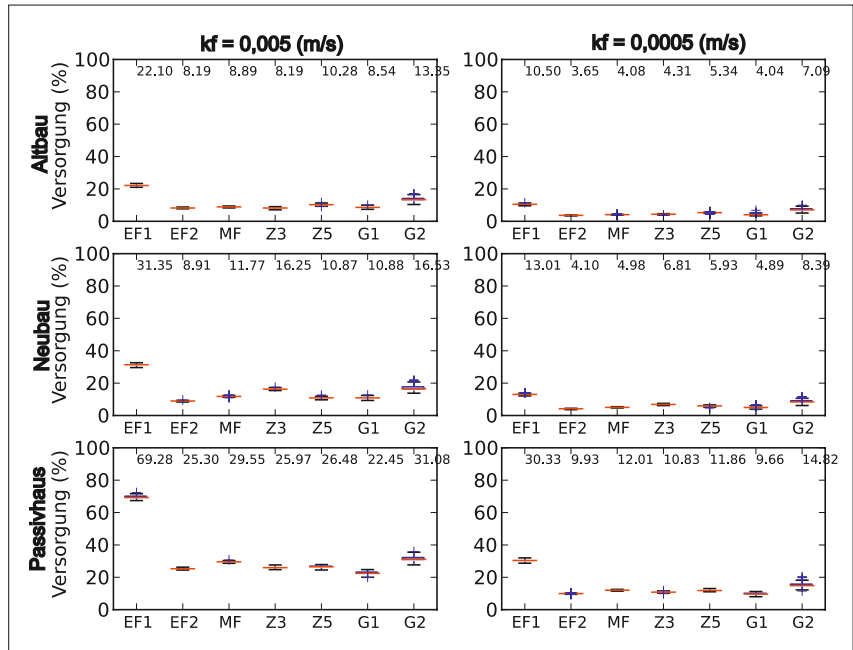 kf = 0,005 (m/s)
kf = 0,0005 (m/s)
Altbau
Versorgung (%)
100
80
60
40
20
0
22.10 8.19 8.89 8.19 10.28 8.54 13.35
EF1 EF2 MF Z3 Z5 G1 G2
100
80
60
40
20
0
10.50 3.65 4.08 4.31 5.34 4.04 7.09
EF1 EF2 MF Z3 Z5 G1 G2
Neubau
Versorgung (%)
100
80
60
40
20
0
31.35 8.91 11.77 16.25 10.87 10.88 16.53
EF1 EF2 MF Z3 Z5 G1 G2
100
80
60
40
20
0
13.01 4.10 4.98 6.81 5.93 4.89 8.39
EF1 EF2 MF Z3 Z5 G1 G2
Passivhaus
Versorgung (%)
100
80
60
40
20
0
69.28 25.30 29.55 25.97 26.48 22.45 31.08
EF1 EF2 MF Z3 Z5 G1 G2
100
80
60
40
20
0
30.33 9.93 12.01 10.83 11.86 9.66 14.82
EF1 EF2 MF Z3 Z5 G1 G2